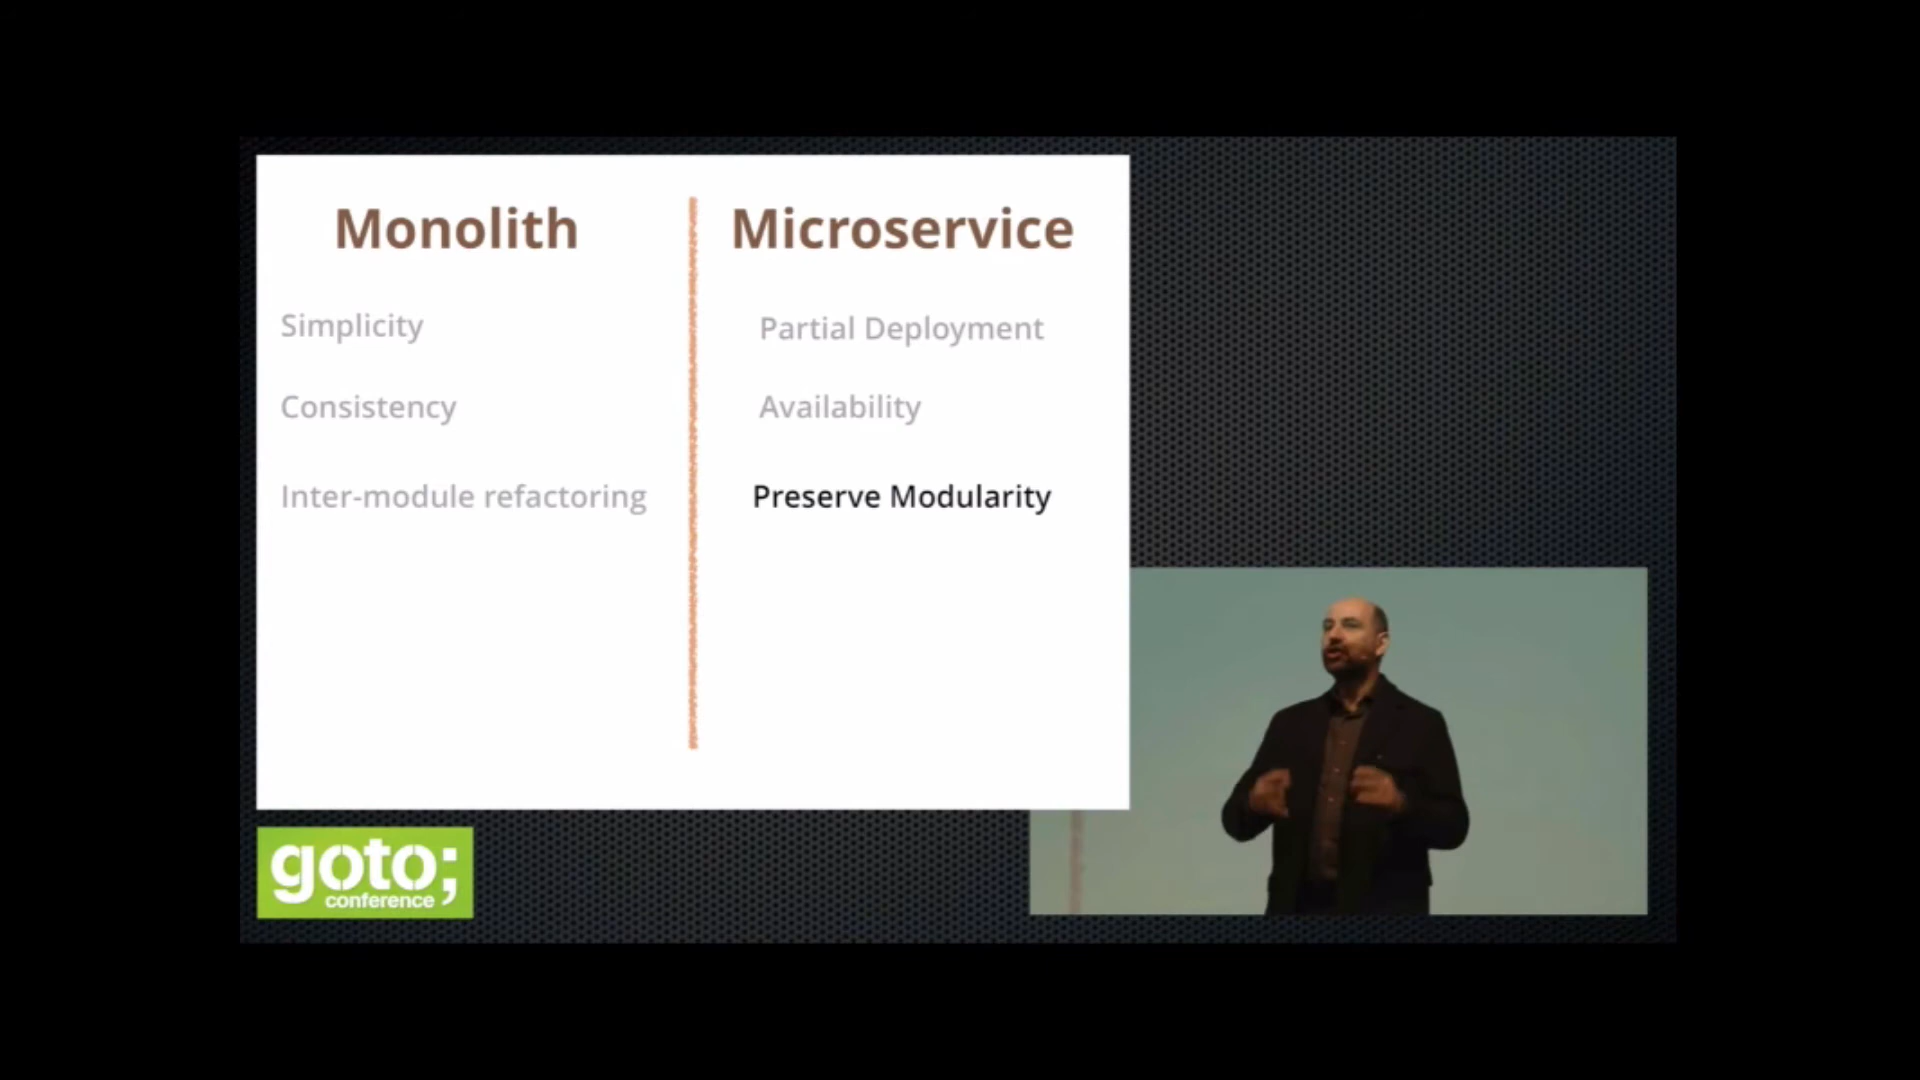 Monolith
Microservice
Simplicity
Partial Deployment
Consistency
Availability
Inter-module refactoring
Preserve Modularity
goto;
conference